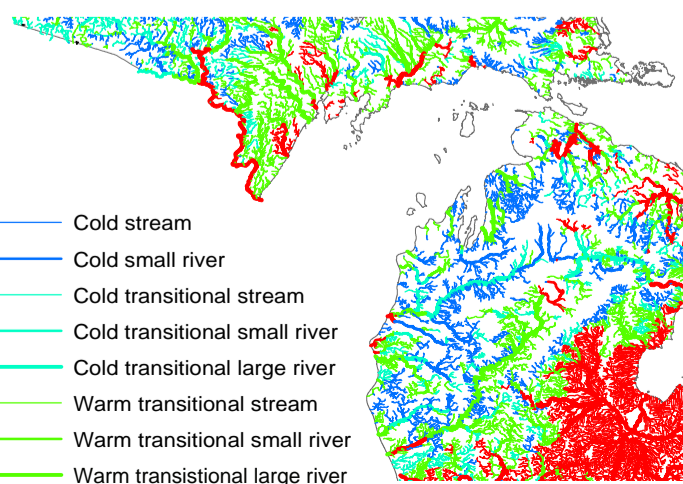 Cold stream
Cold small river
Cold transitional stream
Cold transitional small river
Cold transitional large river
Warm transitional stream
Warm transitional small river
Warm transistional large river